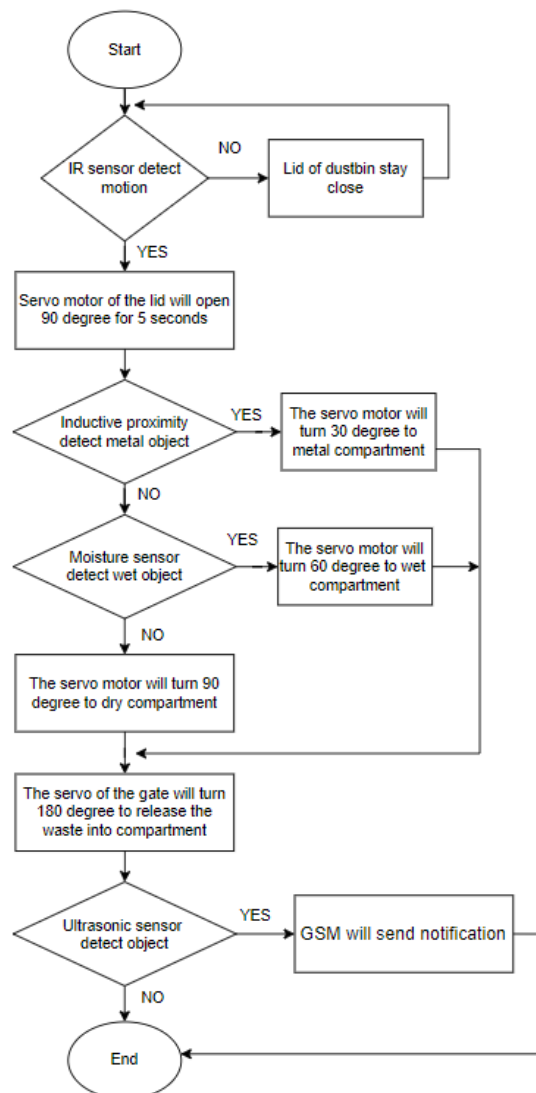 Start
IR sensor detect
motion
NO
Lid of dustbin stay
close
YES
Servo motor of the lid will open
90 degree for 5 seconds
Inductive proximity
detect metal object
YES
The servo motor will
turn 30 degree to
metal compartment
NO
Moisture sensor
detect wet object
YES
The servo motor will
turn 60 degree to wet
compartment
NO
The servo motor will turn 90
degree to dry compartment
The servo of the gate will turn
180 degree to release the
waste into compartment
Ultrasonic sensor
detect object
YES
GSM will send notification
NO
End